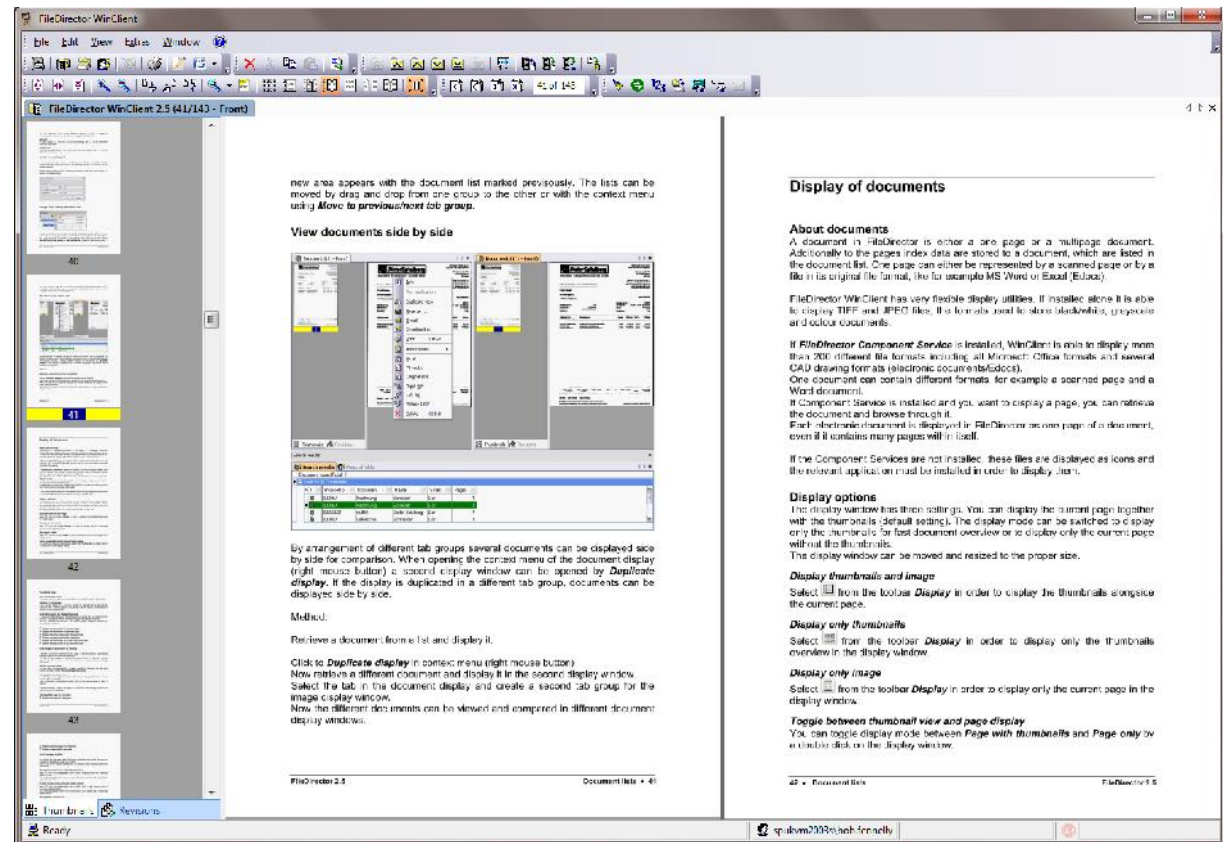 FileDirector WinClient
File Edit View Extras Window
41 of 143
FileDirector WinClient 2.5 (41/143 - Front)
40
41
42
43
Thumbnails Revisions
new area appears with the document list marked previsously. The lists can be
moved by drag and drop from one group to the other or with the context menu
using Move to previous/next tab group.
View documents side by side
By arrangement of different tab groups several documents can be displayed side
by side for comparison. When opening the context menu of the document display
(right mouse button) a second display window can be opened by Duplicate
display. If the display is duplicated in a different tab group, documents can be
displayed side by side.
Method:
Retrieve a document from a list and display it.
Click to Duplicate display in context menu (right mouse button)
Now retrieve a different document and display it in the second display window
Select the tab in the document display and create a second tab group for the
image display window.
Now the different documents can be viewed and compared in different document
display windows.
FileDirector 2.5 Document lists • 41
Display of documents
About documents
A document in FileDirector is either a one page or a multipage document.
Additionally to the pages index data are stored to a document, which are listed in
the document list. One page can either be represented by a scanned page or by a
file in its original file format, like for example MS Word or Excel (Edocs).
FileDirector WinClient has very flexible display utilities. If installed alone it is able
to display TIFF and JPEG files, the formats used to store black/white, greyscale
and colour documents.
If FileDirector Component Service is installed, WinClient is able to display more
than 200 different file formats including all Microsoft Office formats and several
CAD drawing formats (electronic documents/Edocs).
One document can contain different formats, for example a scanned page and a
Word document.
If Component Service is installed and you want to display a page, you can retrieve
the document and browse through it.
Each electronic document is displayed in FileDirector as one page of a document,
even if it contains many pages within itself.
If the Component Services are not installed, these files are displayed as icons and
the relevant application must be installed in order to display them.
Display options
The display window has three settings. You can display the current page together
with the thumbnails (default setting). The display mode can be switched to display
only the thumbnails for fast document overview or to display only the current page
without the thumbnails.
The display window can be moved and resized to the proper size.
Display thumbnails and image
Select from the toolbar Display in order to display the thumbnails alongside
the current page.
Display only thumbnails
Select from the toolbar Display in order to display only the thumbnails
overview in the display window.
Display only image
Select from the toolbar Display in order to display only the current page in the
display window.
Toggle between thumbnail view and page display
You can toggle display mode between Page with thumbnails and Page only by
a double click on the display window.
42 • Document lists FileDirector 2.5
Ready
spukvm2003s\bob.fennelly